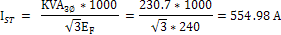 I_ST = KVA_3Ø * 1000 / √3E_F = 230.7 * 1000 / √3 * 240 = 554.98 A